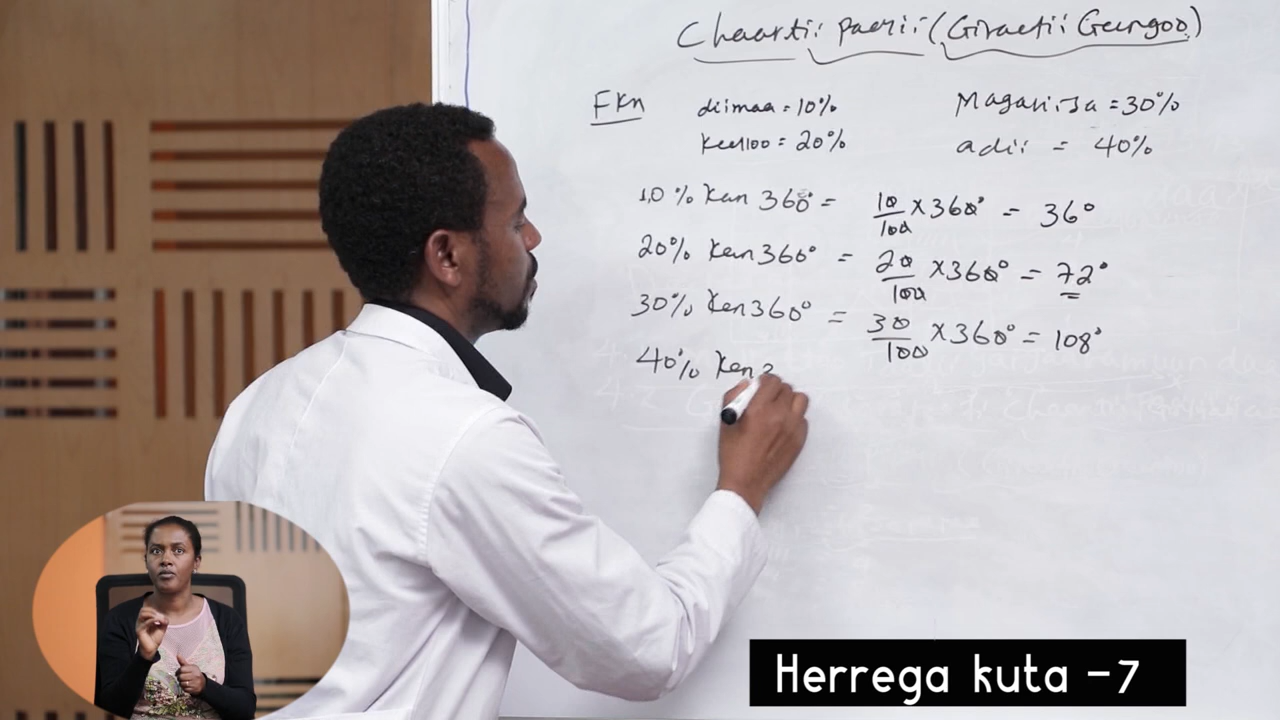 Chaartii paayii (Giraafii Geengoo)
FKn diimaa = 10% Magariisa = 30%
keelloo = 20% adii = 40%
10% kan 360° = 10/100 x 360° = 36°
20% kan 360° = 20/100 x 360° = 72°
30% kan 360° = 30/100 x 360° = 108°
40% kan 3
Herrega kuta -7